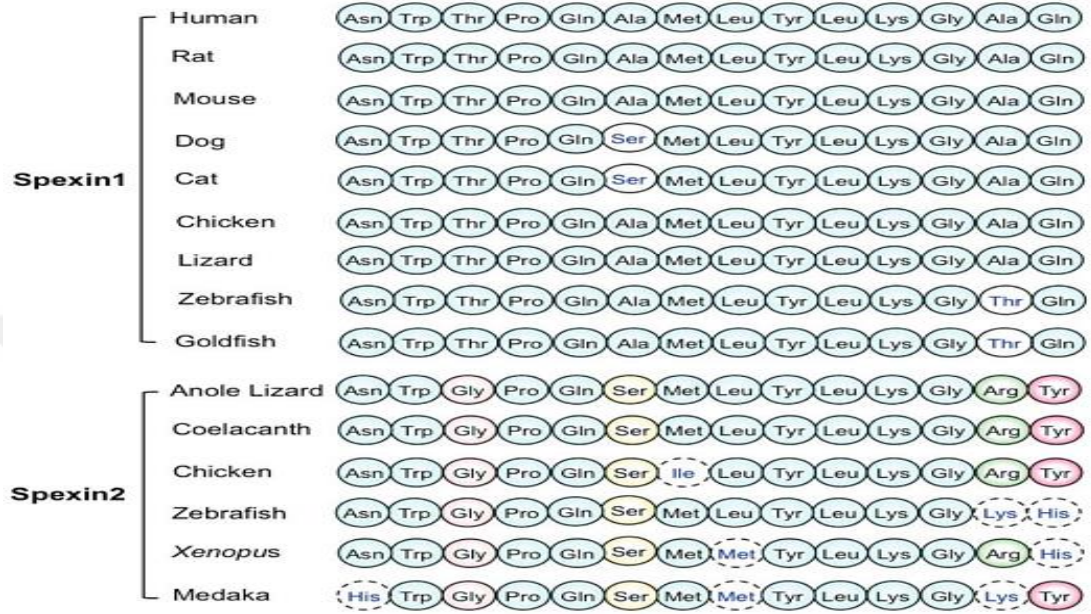 Human Asn Trp Thr Pro Gln Ala Met Leu Tyr Leu Lys Gly Ala Gln
Rat Asn Trp Thr Pro Gln Ala Met Leu Tyr Leu Lys Gly Ala Gln
Mouse Asn Trp Thr Pro Gln Ala Met Leu Tyr Leu Lys Gly Ala Gln
Dog Asn Trp Thr Pro Gln Ser Met Leu Tyr Leu Lys Gly Ala Gln
Spexin1
Cat Asn Trp Thr Pro Gln Ser Met Leu Tyr Leu Lys Gly Ala Gln
Chicken Asn Trp Thr Pro Gln Ala Met Leu Tyr Leu Lys Gly Ala Gln
Lizard Asn Trp Thr Pro Gln Ala Met Leu Tyr Leu Lys Gly Ala Gln
Zebrafish Asn Trp Thr Pro Gln Ala Met Leu Tyr Leu Lys Gly Thr Gln
Goldfish Asn Trp Thr Pro Gln Ala Met Leu Tyr Leu Lys Gly Thr Gln
Anole Lizard Asn Trp Gly Pro Gln Ser Met Leu Tyr Leu Lys Gly Arg Tyr
Coelacanth Asn Trp Gly Pro Gln Ser Met Leu Tyr Leu Lys Gly Arg Tyr
Chicken Asn Trp Gly Pro Gln Ser Ile Leu Tyr Leu Lys Gly Arg Tyr
Spexin2
Zebrafish Asn Trp Gly Pro Gln Ser Met Leu Tyr Leu Lys Gly Lys His
Xenopus Asn Trp Gly Pro Gln Ser Met Met Tyr Leu Lys Gly Arg His
Medaka His Trp Gly Pro Gln Ser Met Met Tyr Leu Lys Gly Lys Tyr